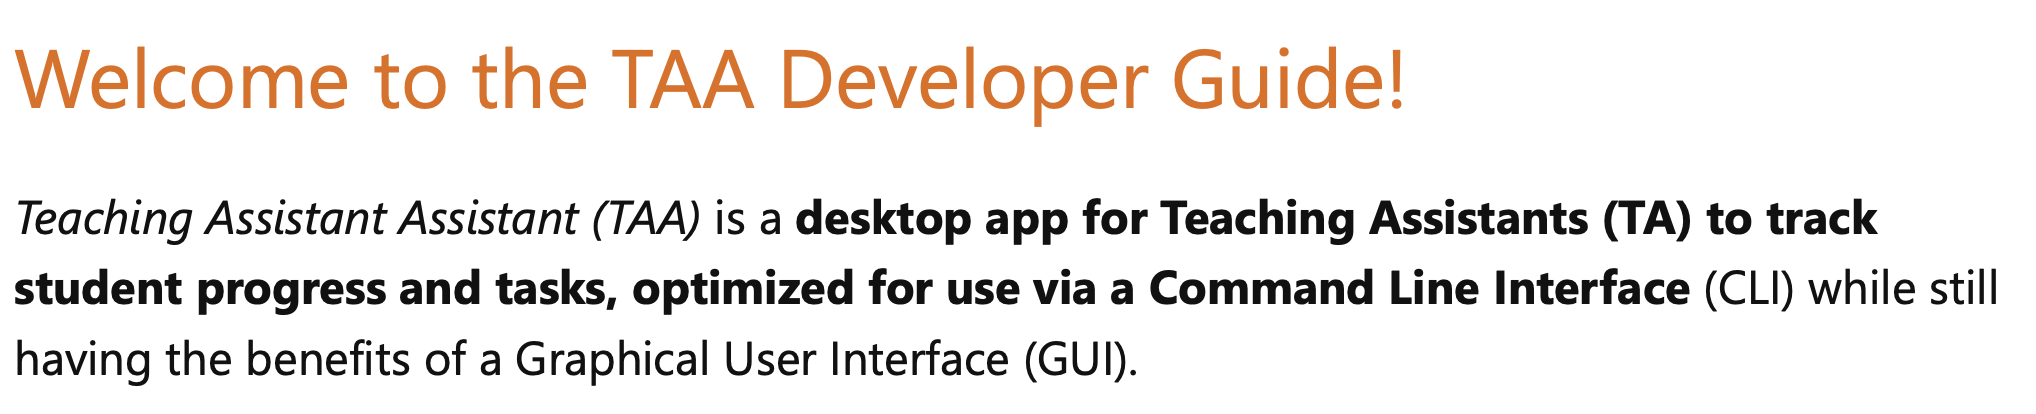 Welcome to the TAA Developer Guide!
Teaching Assistant Assistant (TAA) is a desktop app for Teaching Assistants (TA) to track
student progress and tasks, optimized for use via a Command Line Interface (CLI) while still
having the benefits of a Graphical User Interface (GUI).